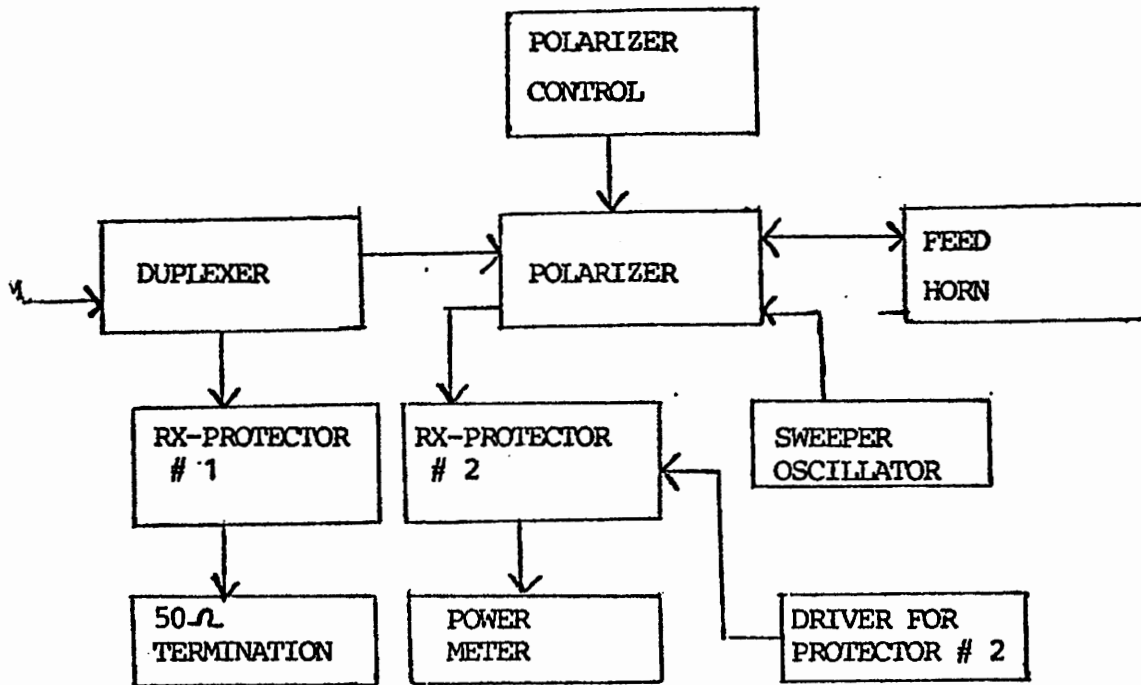 POLARIZER
CONTROL
DUPLEXER
POLARIZER
FEED
HORN
RX-PROTECTOR
# 1
RX-PROTECTOR
# 2
SWEEPER
OSCILLATOR
50Ω
TERMINATION
POWER
METER
DRIVER FOR
PROTECTOR # 2